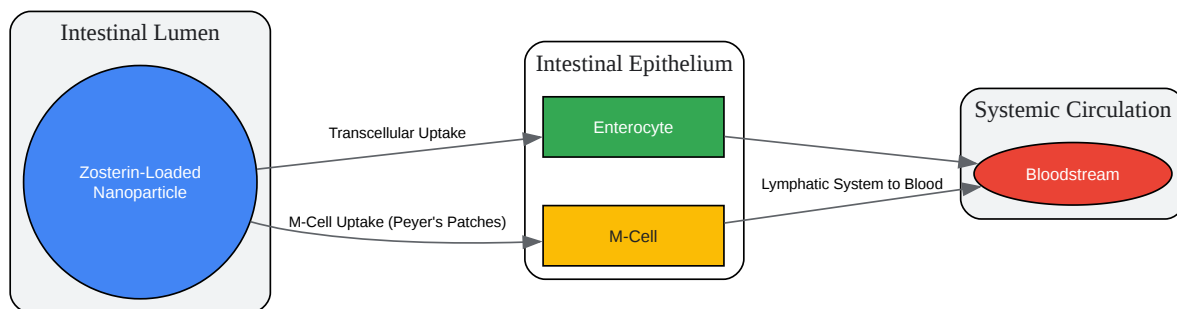 Intestinal Lumen
Zosterin-Loaded
Nanoparticle
Transcellular Uptake
M-Cell Uptake (Peyer's Patches)
Intestinal Epithelium
Enterocyte
M-Cell
Lymphatic System to Blood
Systemic Circulation
Bloodstream